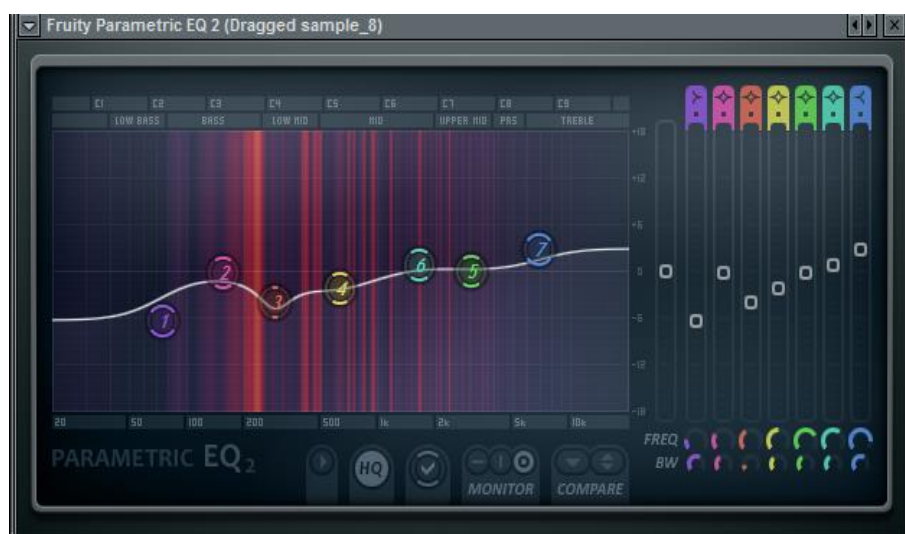 Fruity Parametric EQ 2 (Dragged sample_8)
C1 C2 C3 C4 C5 C6 C7 C8 C9
LOW BASS BASS LOW MID MID UPPER MID PRS TREBLE
+18
+12
+6
0
-6
-12
-18
1 2 3 4 5 6 7
20 50 100 200 500 1k 2k 5k 10k
FREQ
BW
PARAMETRIC EQ 2
HQ
MONITOR COMPARE